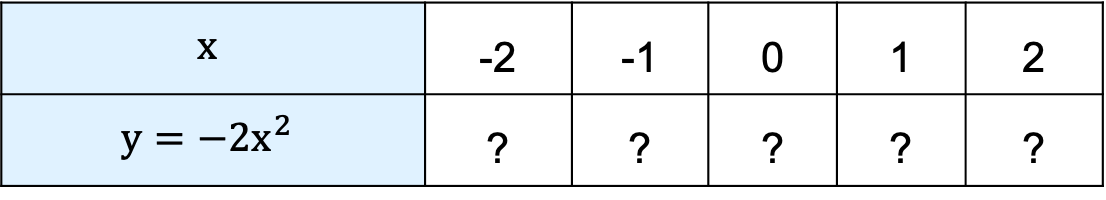 x -2 -1 0 1 2
y = −2x² ? ? ? ? ?